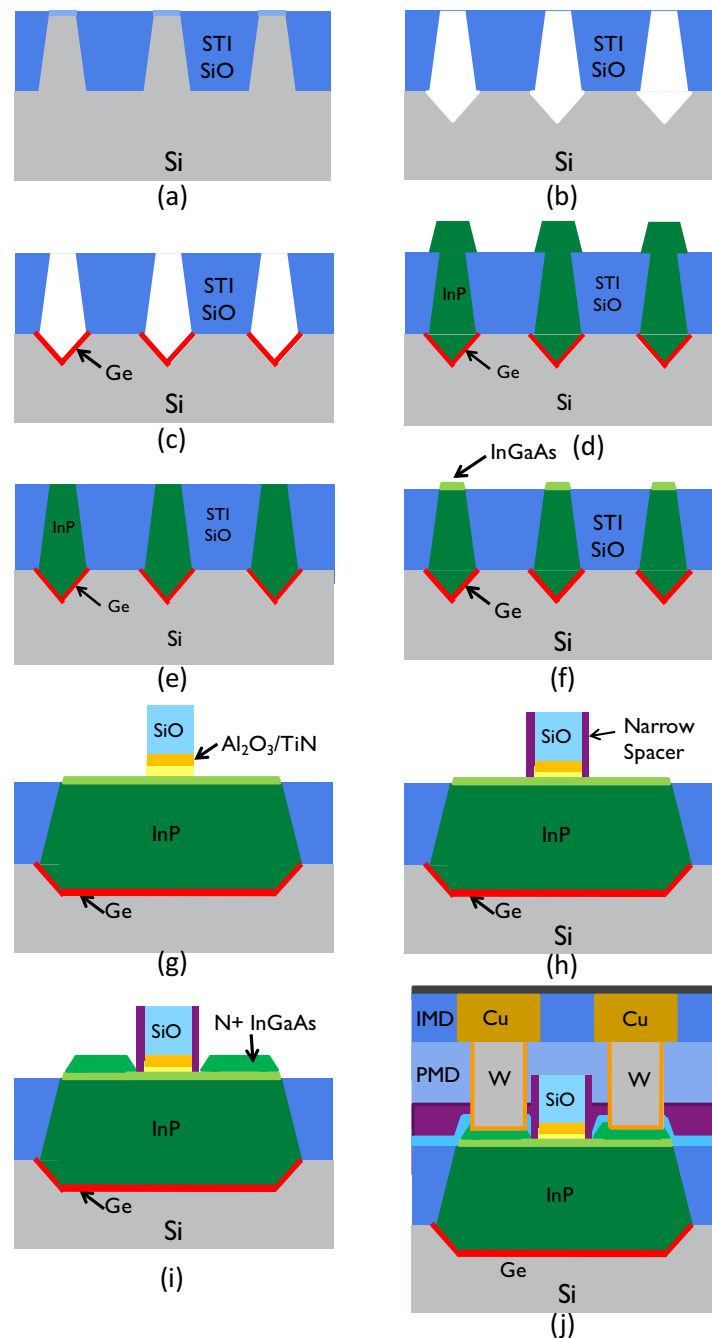 STI
SiO
Si
(a)
STI
SiO
Si
(b)
STI
SiO
Ge
Si
(c)
InP
STI
SiO
Ge
Si
(d)
InP
STI
SiO
Ge
Si
(e)
InGaAs
STI
SiO
Ge
Si
(f)
SiO
Al₂O₃/TiN
InP
Ge
(g)
SiO
Narrow
Spacer
InP
Ge
Si
(h)
SiO
N+ InGaAs
InP
Ge
Si
(i)
IMD
Cu
Cu
PMD
W
W
SiO
InP
Ge
Si
(j)